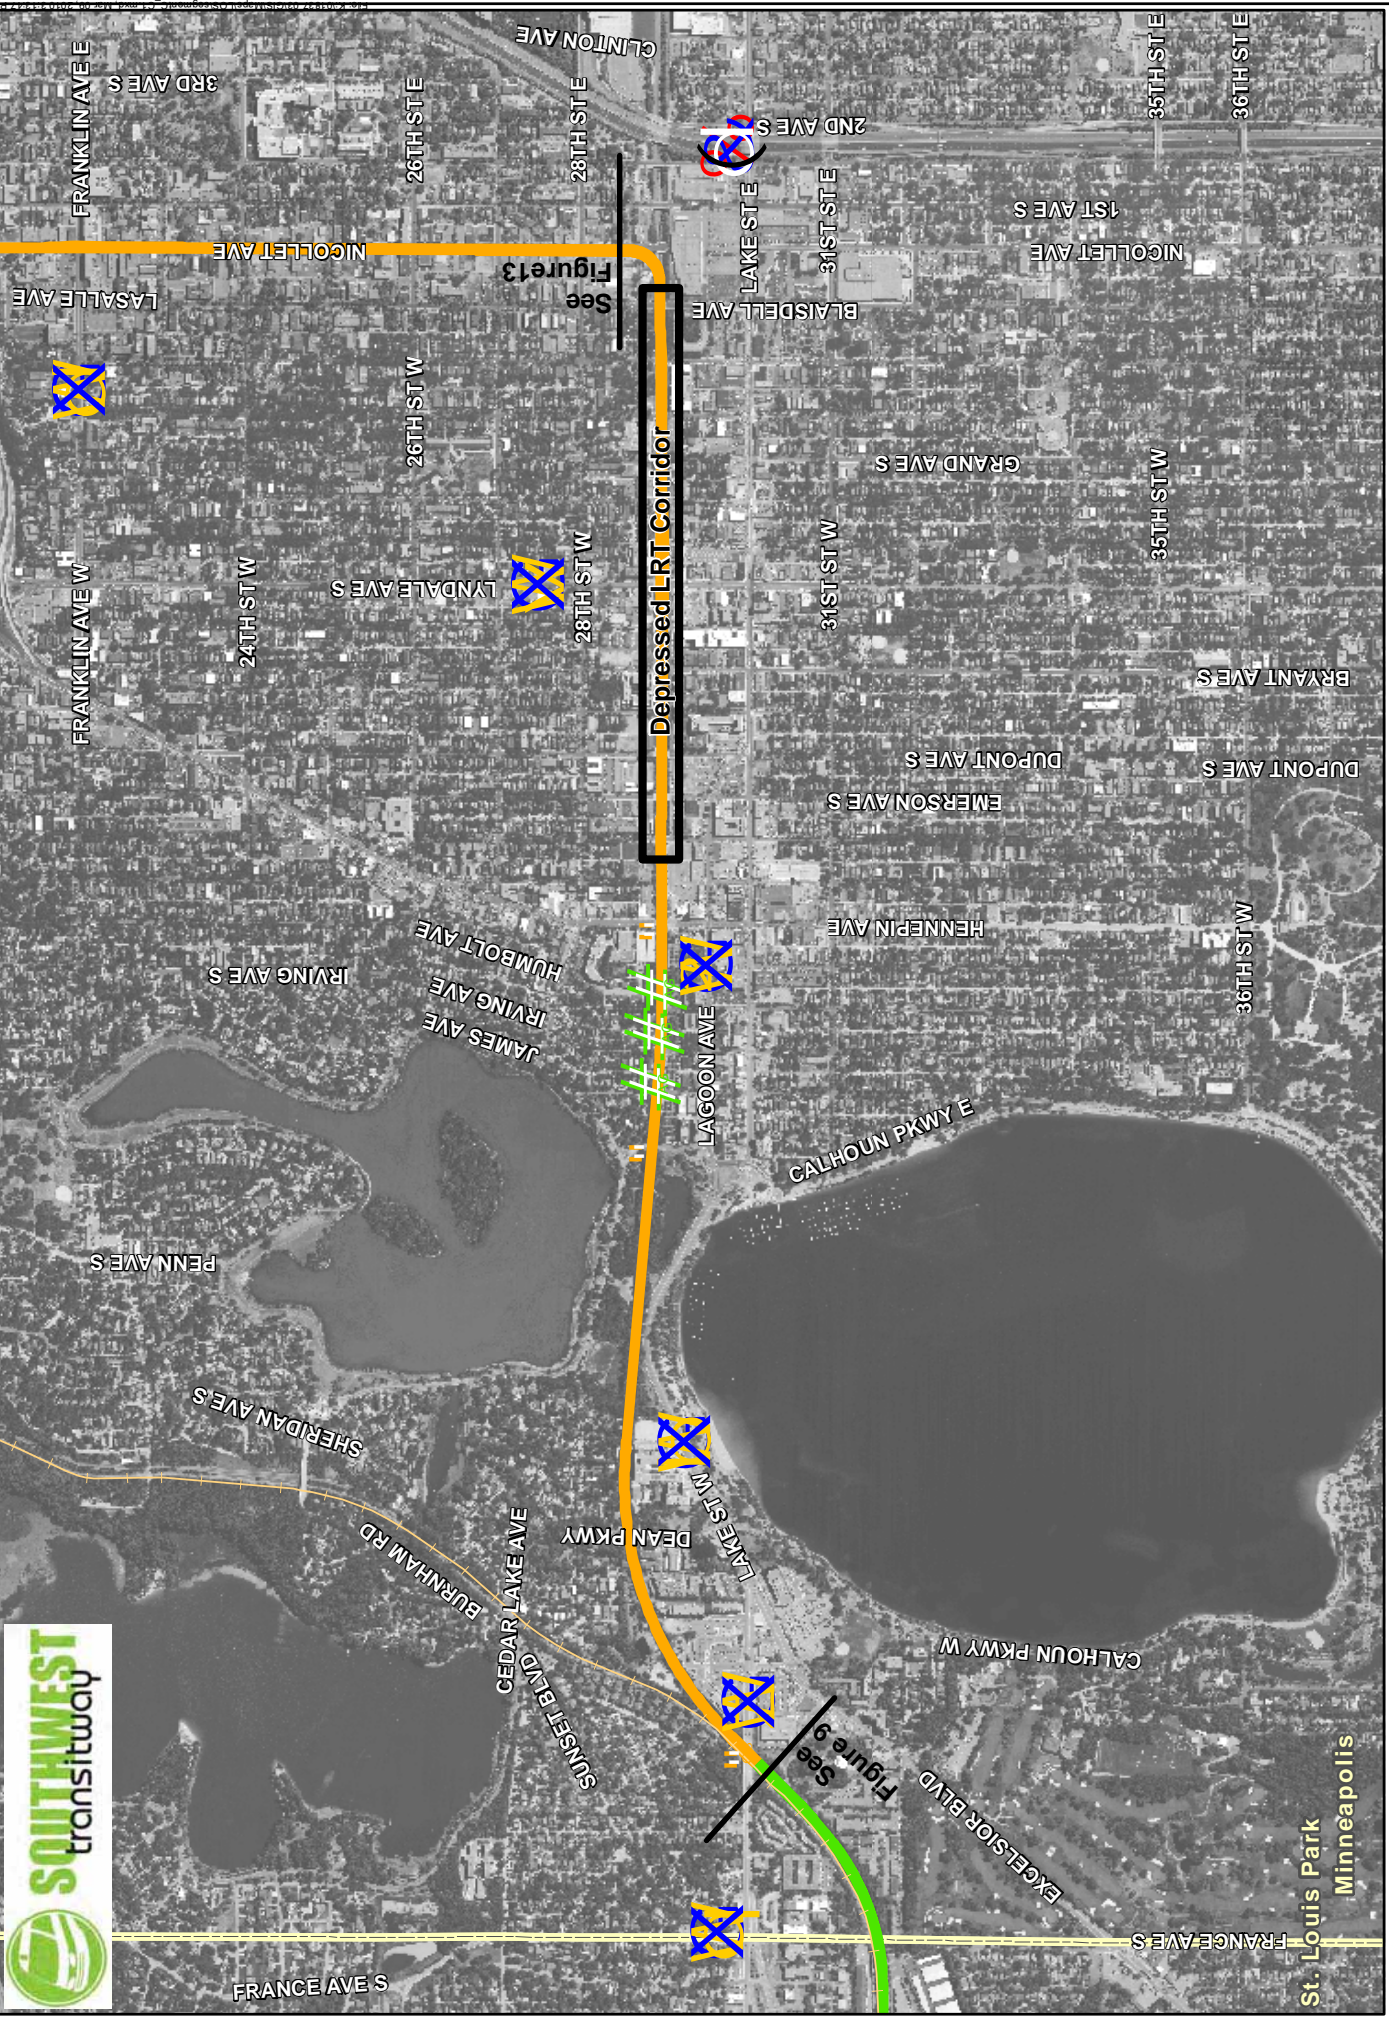 SOUTHWEST
transitway
FRANKLIN AVE E
3RD AVE S
26TH ST E
28TH ST E
CLINTON AVE
2ND AVE S
35TH ST E
36TH ST E
NICOLLET AVE
LASALLE AVE
See
Figure13
LAKE ST E
31ST ST E
1ST AVE S
NICOLLET AVE
BLAISDELL AVE
26TH ST W
GRAND AVE S
35TH ST W
Depressed LRT Corridor
FRANKLIN AVE W
24TH ST W
LYNDALE AVE S
28TH ST W
31ST ST W
BRYANT AVE S
DUPONT AVE S
DUPONT AVE S
EMERSON AVE S
HENNEPIN AVE
36TH ST W
HUMBOLT AVE
IRVING AVE S
IRVING AVE
JAMES AVE
LAGOON AVE
CALHOUN PKWY E
PENN AVE S
SHERIDAN AVE S
BURNHAM RD
CEDAR LAKE AVE
DEAN PKWY
LAKE ST W
SUNSET BLVD
CALHOUN PKWY W
See
Figure 9
EXCELSIOR BLVD
FRANCE AVE S
FRANCE AVE S
St. Louis Park
Minneapolis